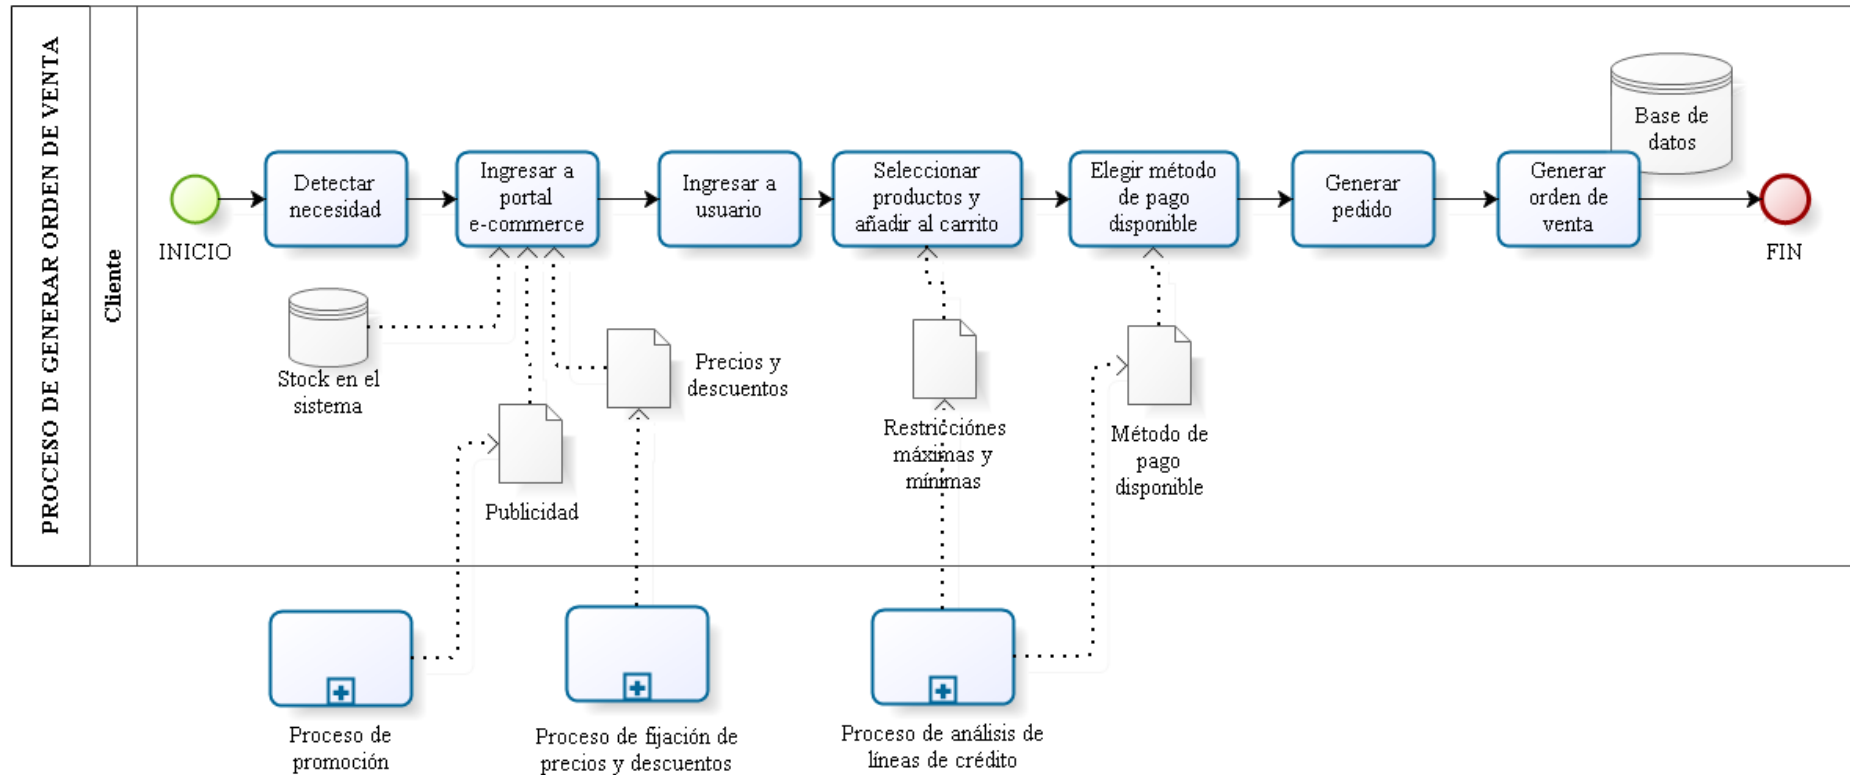 PROCESO DE GENERAR ORDEN DE VENTA
Cliente
INICIO
Detectar
necesidad
Ingresar a
portal
e-commerce
Ingresar a
usuario
Seleccionar
productos y
añadir al carrito
Elegir método
de pago
disponible
Generar
pedido
Generar
orden de
venta
Base de
datos
FIN
Stock en el
sistema
Publicidad
Precios y
descuentos
Restricciónes
máximas y
mínimas
Método de
pago
disponible
Proceso de
promoción
Proceso de fijación de
precios y descuentos
Proceso de análisis de
líneas de crédito